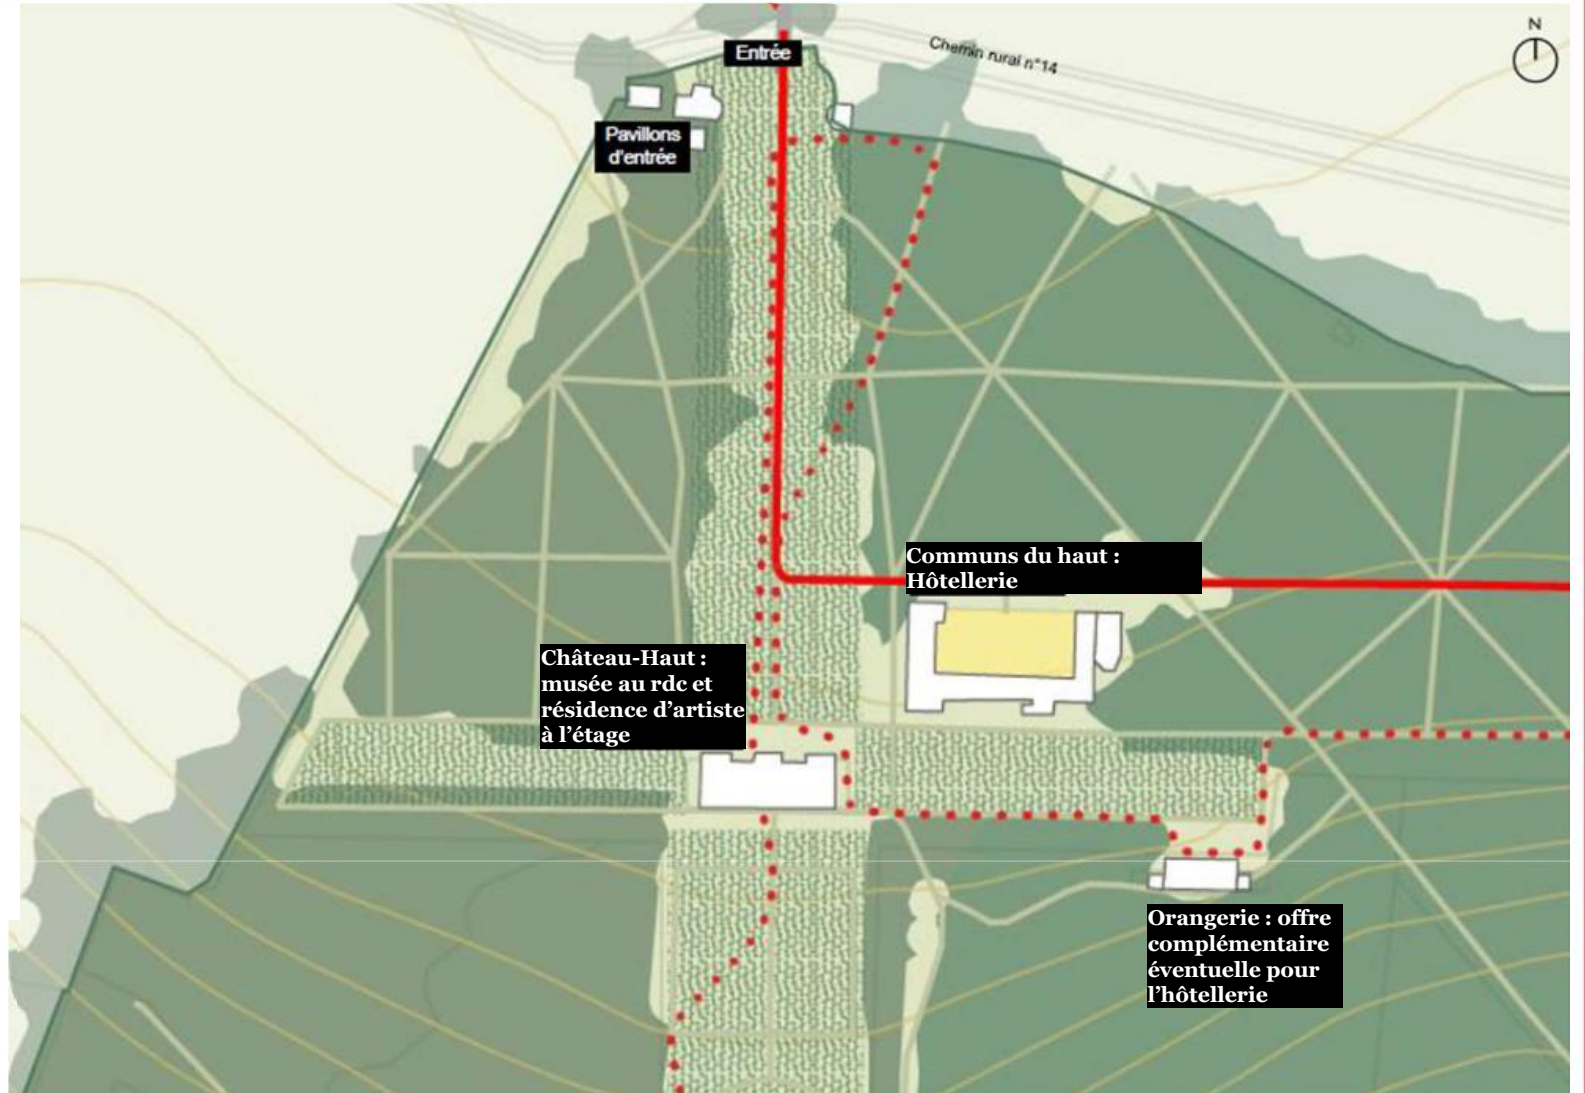 N
Entrée
Chemin rural n°14
Pavillons
d'entrée
Communs du haut :
Hôtellerie
Château-Haut :
musée au rdc et
résidence d'artiste
à l'étage
Orangerie : offre
complémentaire
éventuelle pour
l'hôtellerie